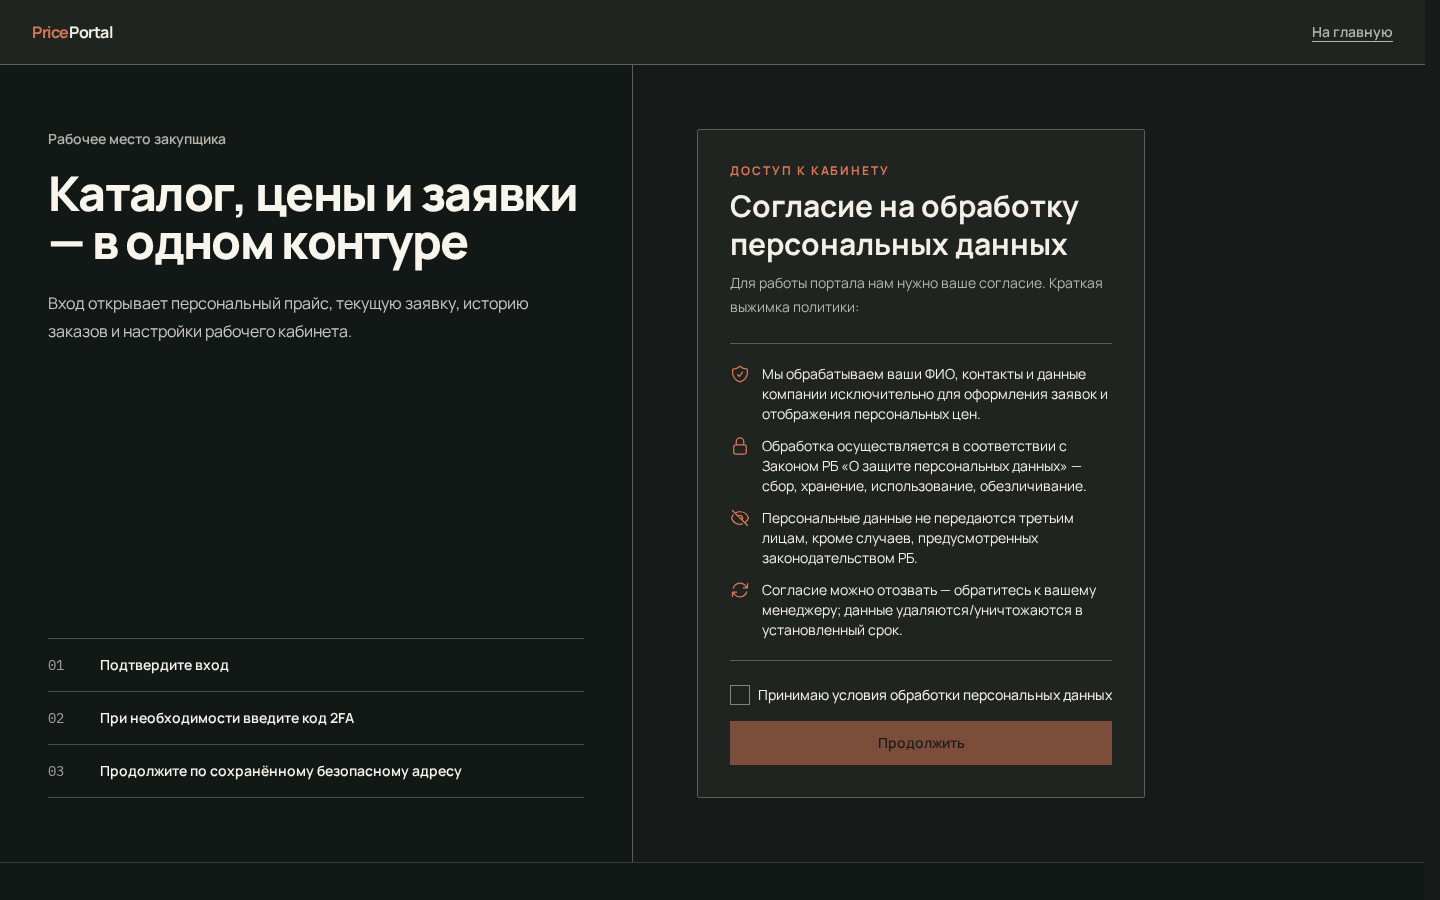 PricePortal
На главную
Рабочее место закупщика
Каталог, цены и заявки
— в одном контуре
Вход открывает персональный прайс, текущую заявку, историю
заказов и настройки рабочего кабинета.
01 Подтвердите вход
02 При необходимости введите код 2FA
03 Продолжите по сохранённому безопасному адресу
ДОСТУП К КАБИНЕТУ
Согласие на обработку
персональных данных
Для работы портала нам нужно ваше согласие. Краткая
выжимка политики:
Мы обрабатываем ваши ФИО, контакты и данные
компании исключительно для оформления заявок и
отображения персональных цен.
Обработка осуществляется в соответствии с
Законом РБ «О защите персональных данных» —
сбор, хранение, использование, обезличивание.
Персональные данные не передаются третьим
лицам, кроме случаев, предусмотренных
законодательством РБ.
Согласие можно отозвать — обратитесь к вашему
менеджеру; данные удаляются/уничтожаются в
установленный срок.
Принимаю условия обработки персональных данных
Продолжить